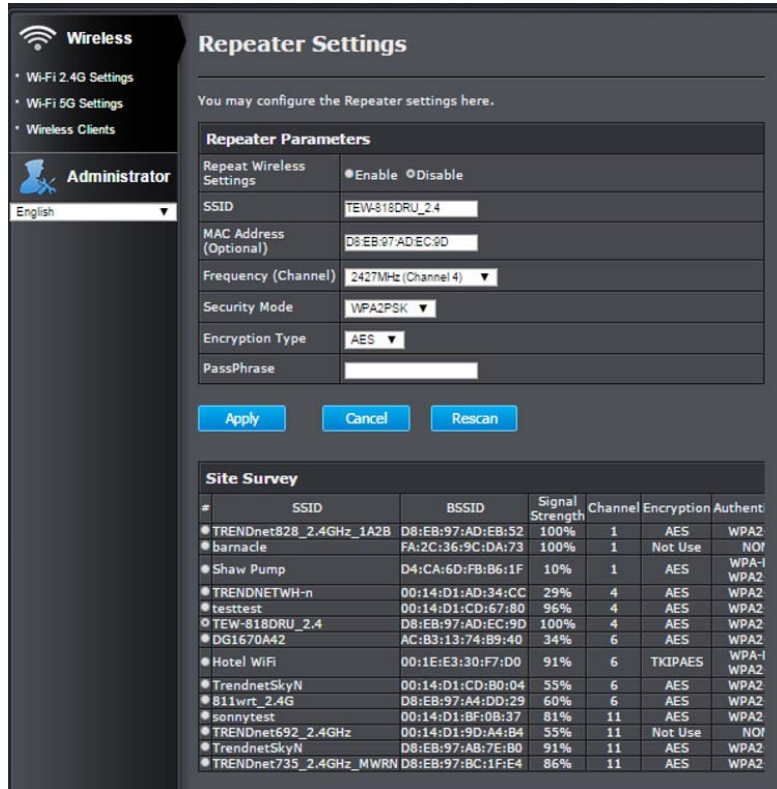 Wireless
Wi-Fi 2.4G Settings
Wi-Fi 5G Settings
Wireless Clients
Administrator
English
Repeater Settings
You may configure the Repeater settings here.
Repeater Parameters
Repeat Wireless Settings Enable Disable
SSID TEW-818DRU_2.4
MAC Address (Optional) D8:EB:97:AD:EC:9D
Frequency (Channel) 2427MHz (Channel 4)
Security Mode WPA2PSK
Encryption Type AES
PassPhrase
Apply Cancel Rescan
Site Survey
# SSID BSSID Signal Strength Channel Encryption Authenti
TRENDnet828_2.4GHz_1A2B D8:EB:97:AD:EB:52 100% 1 AES WPA2
barnacle FA:2C:36:9C:DA:73 100% 1 Not Use NO
Shaw Pump D4:CA:6D:FB:B6:1F 10% 1 AES WPA- WPA2
TRENDNETWH-n 00:14:D1:AD:34:CC 29% 4 AES WPA2
testtest 00:14:D1:CD:67:80 96% 4 AES WPA2
TEW-818DRU_2.4 D8:EB:97:AD:EC:9D 100% 4 AES WPA2
DG1670A42 AC:B3:13:74:B9:40 34% 6 AES WPA2
Hotel WiFi 00:1E:E3:30:F7:D0 91% 6 TKIPAES WPA- WPA2
TrendnetSkyN 00:14:D1:CD:B0:04 55% 6 AES WPA2
811wrt_2.4G D8:EB:97:A4:DD:29 60% 6 AES WPA2
sonnytest 00:14:D1:BF:0B:37 81% 11 AES WPA2
TRENDnet692_2.4GHz 00:14:D1:9D:A4:B4 55% 11 Not Use NO
TrendnetSkyN D8:EB:97:AB:7E:B0 91% 11 AES WPA2
TRENDnet735_2.4GHz_MWRN D8:EB:97:BC:1F:E4 86% 11 AES WPA2